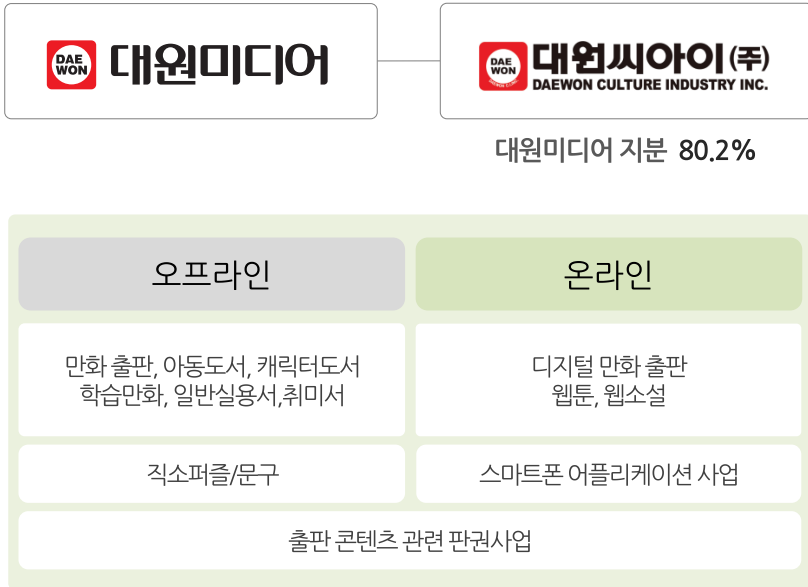 DAE WON 대원미디어
DAE WON 대원씨아이(주)
DAEWON CULTURE INDUSTRY INC.
대원미디어 지분 80.2%
오프라인
온라인
만화 출판, 아동도서, 캐릭터도서
학습만화, 일반실용서,취미서
디지털 만화 출판
웹툰, 웹소설
직소퍼즐/문구
스마트폰 어플리케이션 사업
출판 콘텐츠 관련 판권사업